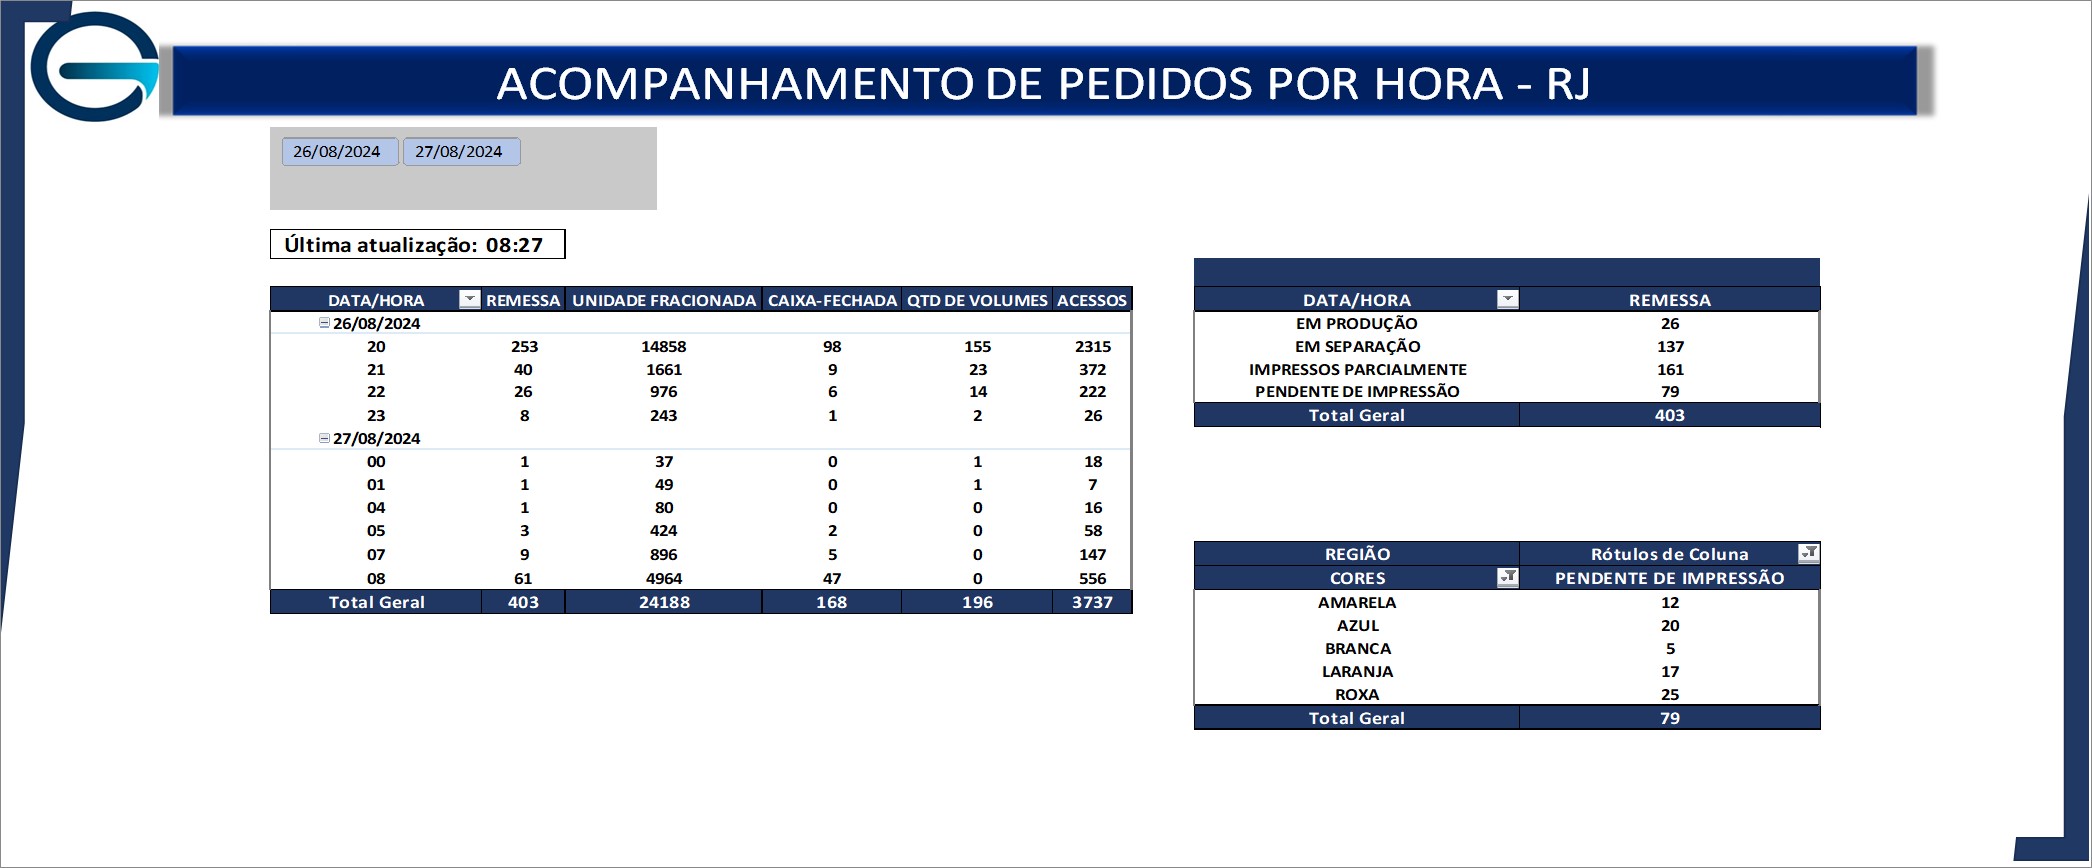 ACOMPANHAMENTO DE PEDIDOS POR HORA - RJ
26/08/2024 27/08/2024
Última atualização: 08:27
DATA/HORA REMESSA UNIDADE FRACIONADA CAIXA-FECHADA QTD DE VOLUMES ACESSOS
26/08/2024
20 253 14858 98 155 2315
21 40 1661 9 23 372
22 26 976 6 14 222
23 8 243 1 2 26
27/08/2024
00 1 37 0 1 18
01 1 49 0 1 7
04 1 80 0 0 16
05 3 424 2 0 58
07 9 896 5 0 147
08 61 4964 47 0 556
Total Geral 403 24188 168 196 3737
DATA/HORA REMESSA
EM PRODUÇÃO 26
EM SEPARAÇÃO 137
IMPRESSOS PARCIALMENTE 161
PENDENTE DE IMPRESSÃO 79
Total Geral 403
REGIÃO Rótulos de Coluna
CORES PENDENTE DE IMPRESSÃO
AMARELA 12
AZUL 20
BRANCA 5
LARANJA 17
ROXA 25
Total Geral 79